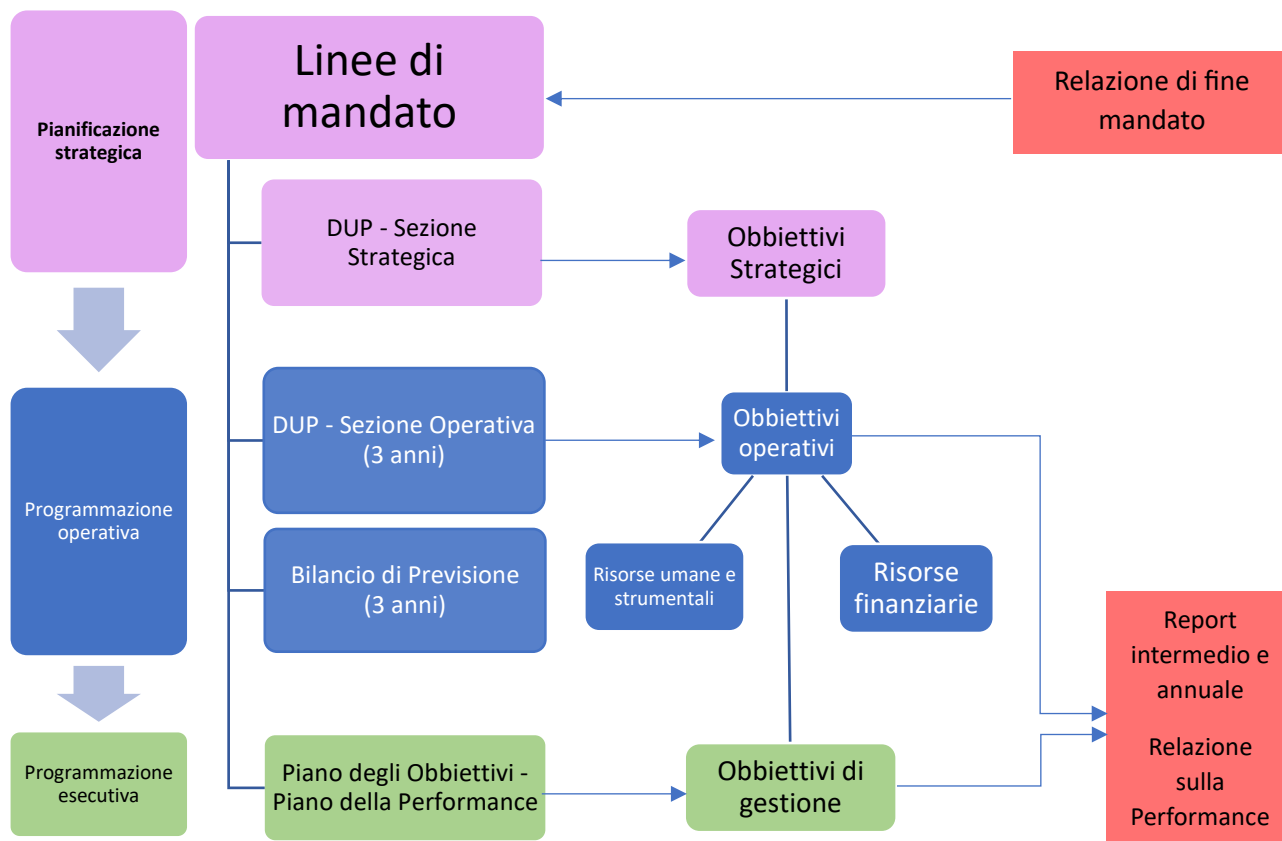 Pianificazione
strategica
Linee di
mandato
Relazione di fine
mandato
DUP - Sezione
Strategica
Obbiettivi
Strategici
Programmazione
operativa
DUP - Sezione Operativa
(3 anni)
Obbiettivi
operativi
Bilancio di Previsione
(3 anni)
Risorse umane e
strumentali
Risorse
finanziarie
Report
intermedio e
annuale
Relazione
sulla
Performance
Programmazione
esecutiva
Piano degli Obbiettivi -
Piano della Performance
Obbiettivi di
gestione